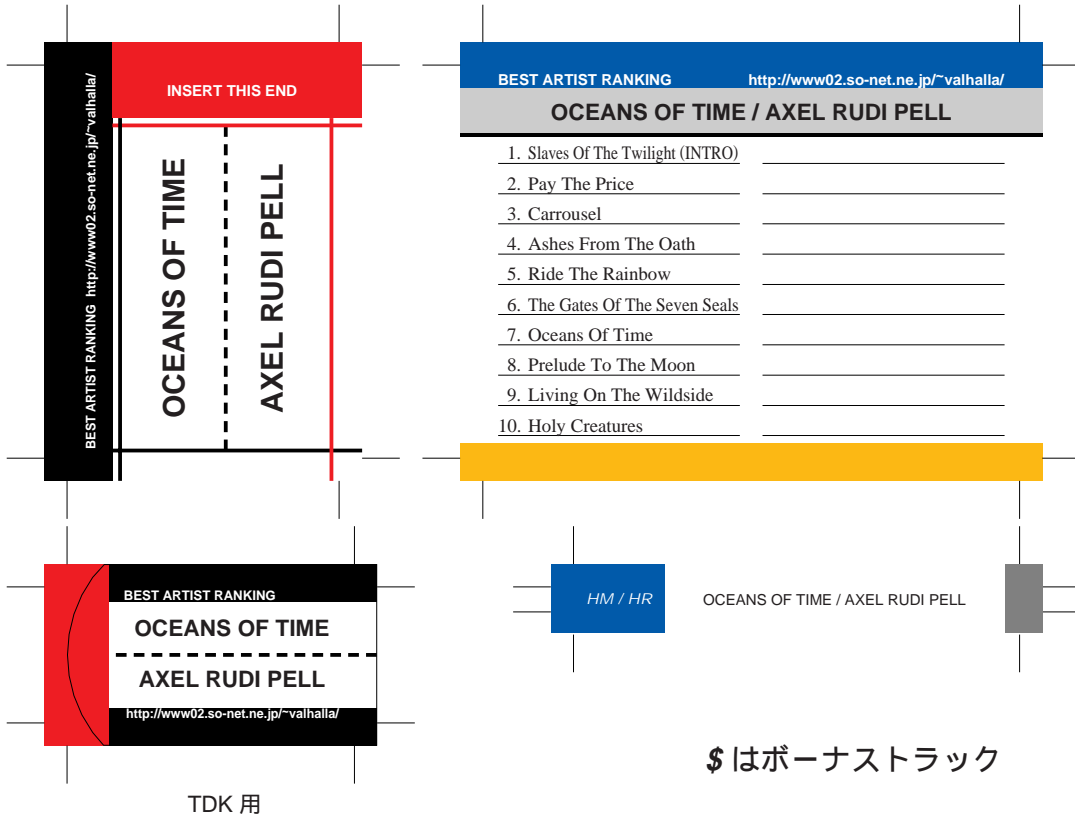 BEST ARTIST RANKING http://www02.so-net.ne.jp/~valhalla/
INSERT THIS END
OCEANS OF TIME
AXEL RUDI PELL
BEST ARTIST RANKING http://www02.so-net.ne.jp/~valhalla/
OCEANS OF TIME / AXEL RUDI PELL
1. Slaves Of The Twilight (INTRO)
2. Pay The Price
3. Carrousel
4. Ashes From The Oath
5. Ride The Rainbow
6. The Gates Of The Seven Seals
7. Oceans Of Time
8. Prelude To The Moon
9. Living On The Wildside
10. Holy Creatures
BEST ARTIST RANKING
OCEANS OF TIME
AXEL RUDI PELL
http://www02.so-net.ne.jp/~valhalla/
TDK 用
HM / HR
OCEANS OF TIME / AXEL RUDI PELL
$ はボーナストラック